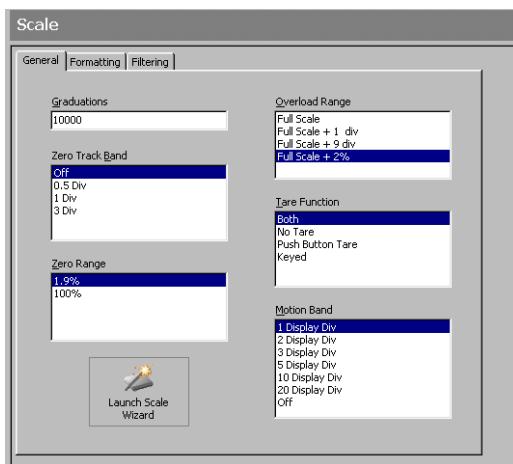 Scale
General
Formatting
Filtering
Graduations
10000
Zero Track Band
Off
0.5 Div
1 Div
3 Div
Zero Range
1.9%
100%
Launch Scale
Wizard
Overload Range
Full Scale
Full Scale + 1 div
Full Scale + 9 div
Full Scale + 2%
Tare Function
Both
No Tare
Push Button Tare
Keyed
Motion Band
1 Display Div
2 Display Div
3 Display Div
5 Display Div
10 Display Div
20 Display Div
Off